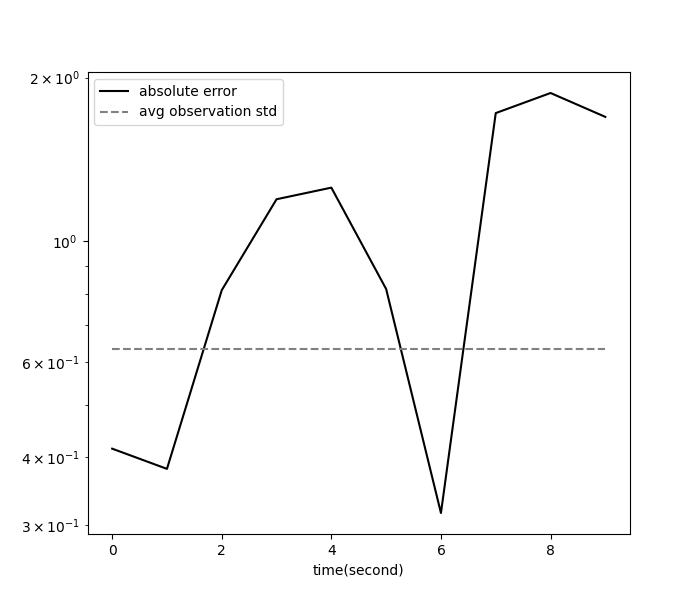 absolute error
avg observation std
2 × 10⁰
10⁰
6 × 10⁻¹
4 × 10⁻¹
3 × 10⁻¹
0 2 4 6 8
time(second)